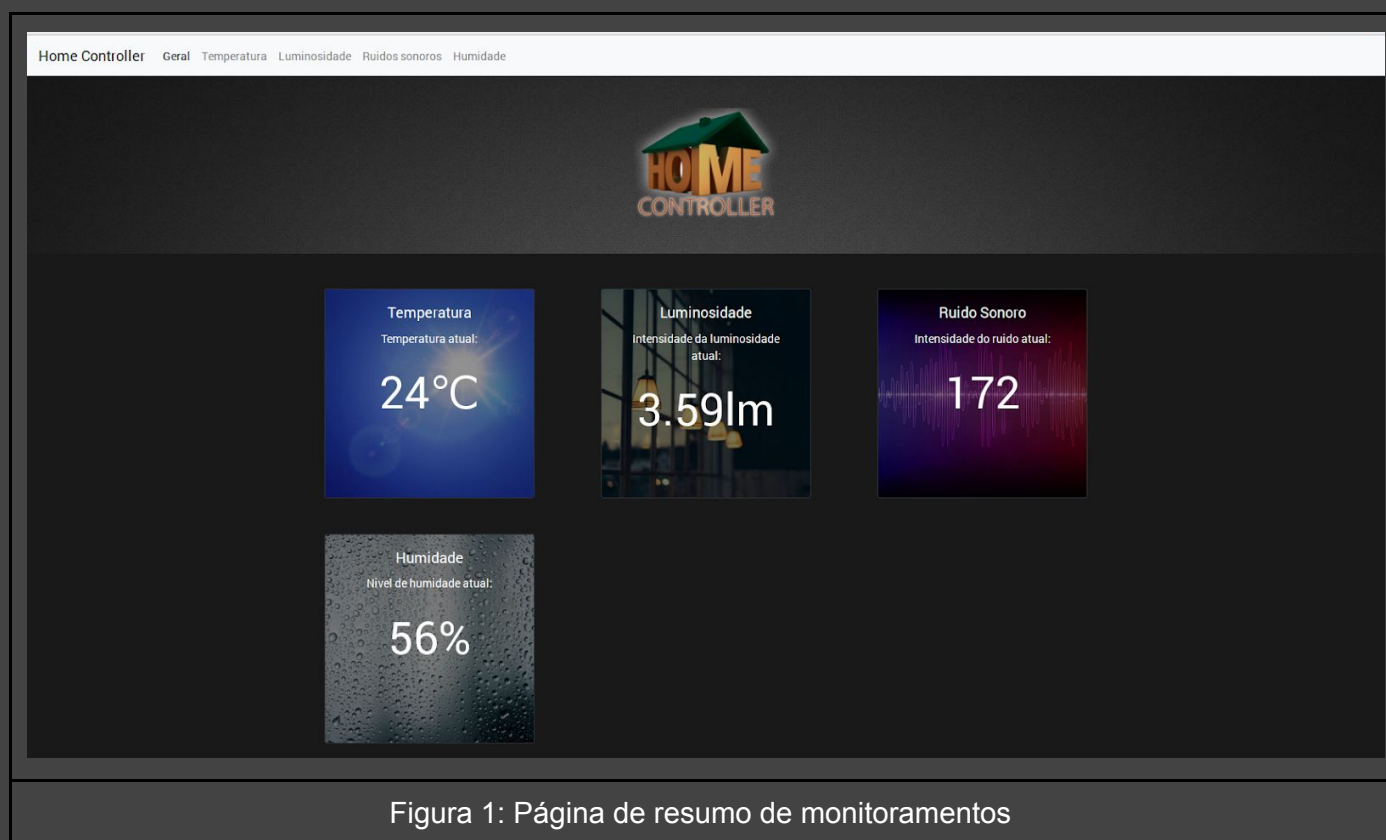 Home Controller Geral Temperatura Luminosidade Ruidos sonoros Humidade
HOME
CONTROLLER
Temperatura
Temperatura atual:
24°C
Luminosidade
Intensidade da luminosidade
atual:
3.59lm
Ruido Sonoro
Intensidade do ruido atual:
172
Humidade
Nivel de humidade atual:
56%
Figura 1: Página de resumo de monitoramentos